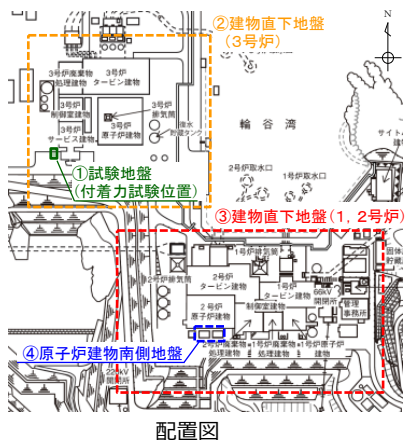 ②建物直下地盤
(3号炉)
N
3号炉廃棄物
処理建物
3号炉
タービン建物
3号炉
制御室建物
3号炉
排気筒
3号炉
原子炉建物
3号炉
サービス建物
復水
貯蔵タンク
輪谷湾
①試験地盤
(付着力試験位置)
2号炉取水口
1号炉取水口
③建物直下地盤(1, 2号炉)
1号炉排気筒
2号炉
タービン建物
2号炉
排気筒
1号炉
タービン建物
66kV
開閉所
制御室建物
管理
事務所
2号炉
原子炉建物
④原子炉建物南側地盤
2号炉廃棄物
処理建物
1号炉廃棄物
処理建物
1号炉原子炉
建物
配置図